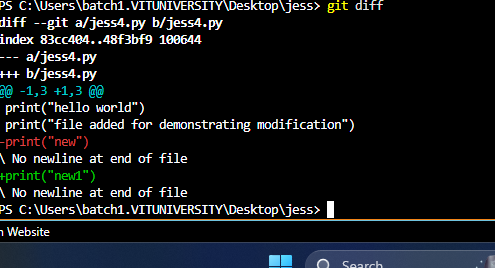 PS C:\Users\batch1.VITUNIVERSITY\Desktop\jess> git diff
diff --git a/jess4.py b/jess4.py
index 83cc404..48f3bf9 100644
--- a/jess4.py
+++ b/jess4.py
@@ -1,3 +1,3 @@
print("hello world")
print("file added for demonstrating modification")
-print("new")
\ No newline at end of file
+print("new1")
\ No newline at end of file
PS C:\Users\batch1.VITUNIVERSITY\Desktop\jess>
Website
Search